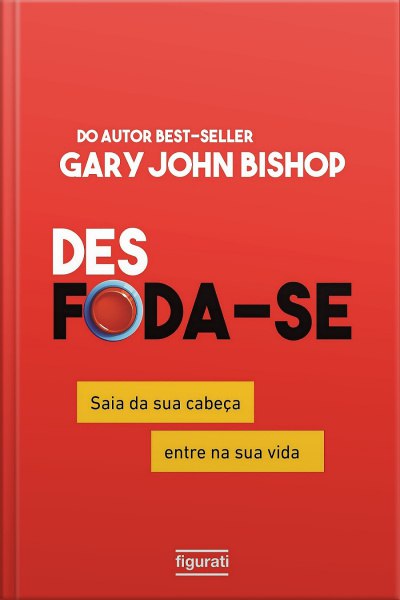 DO AUTOR BEST-SELLER
GARY JOHN BISHOP
DES
FODA-SE
Saia da sua cabeça
entre na sua vida
figurati